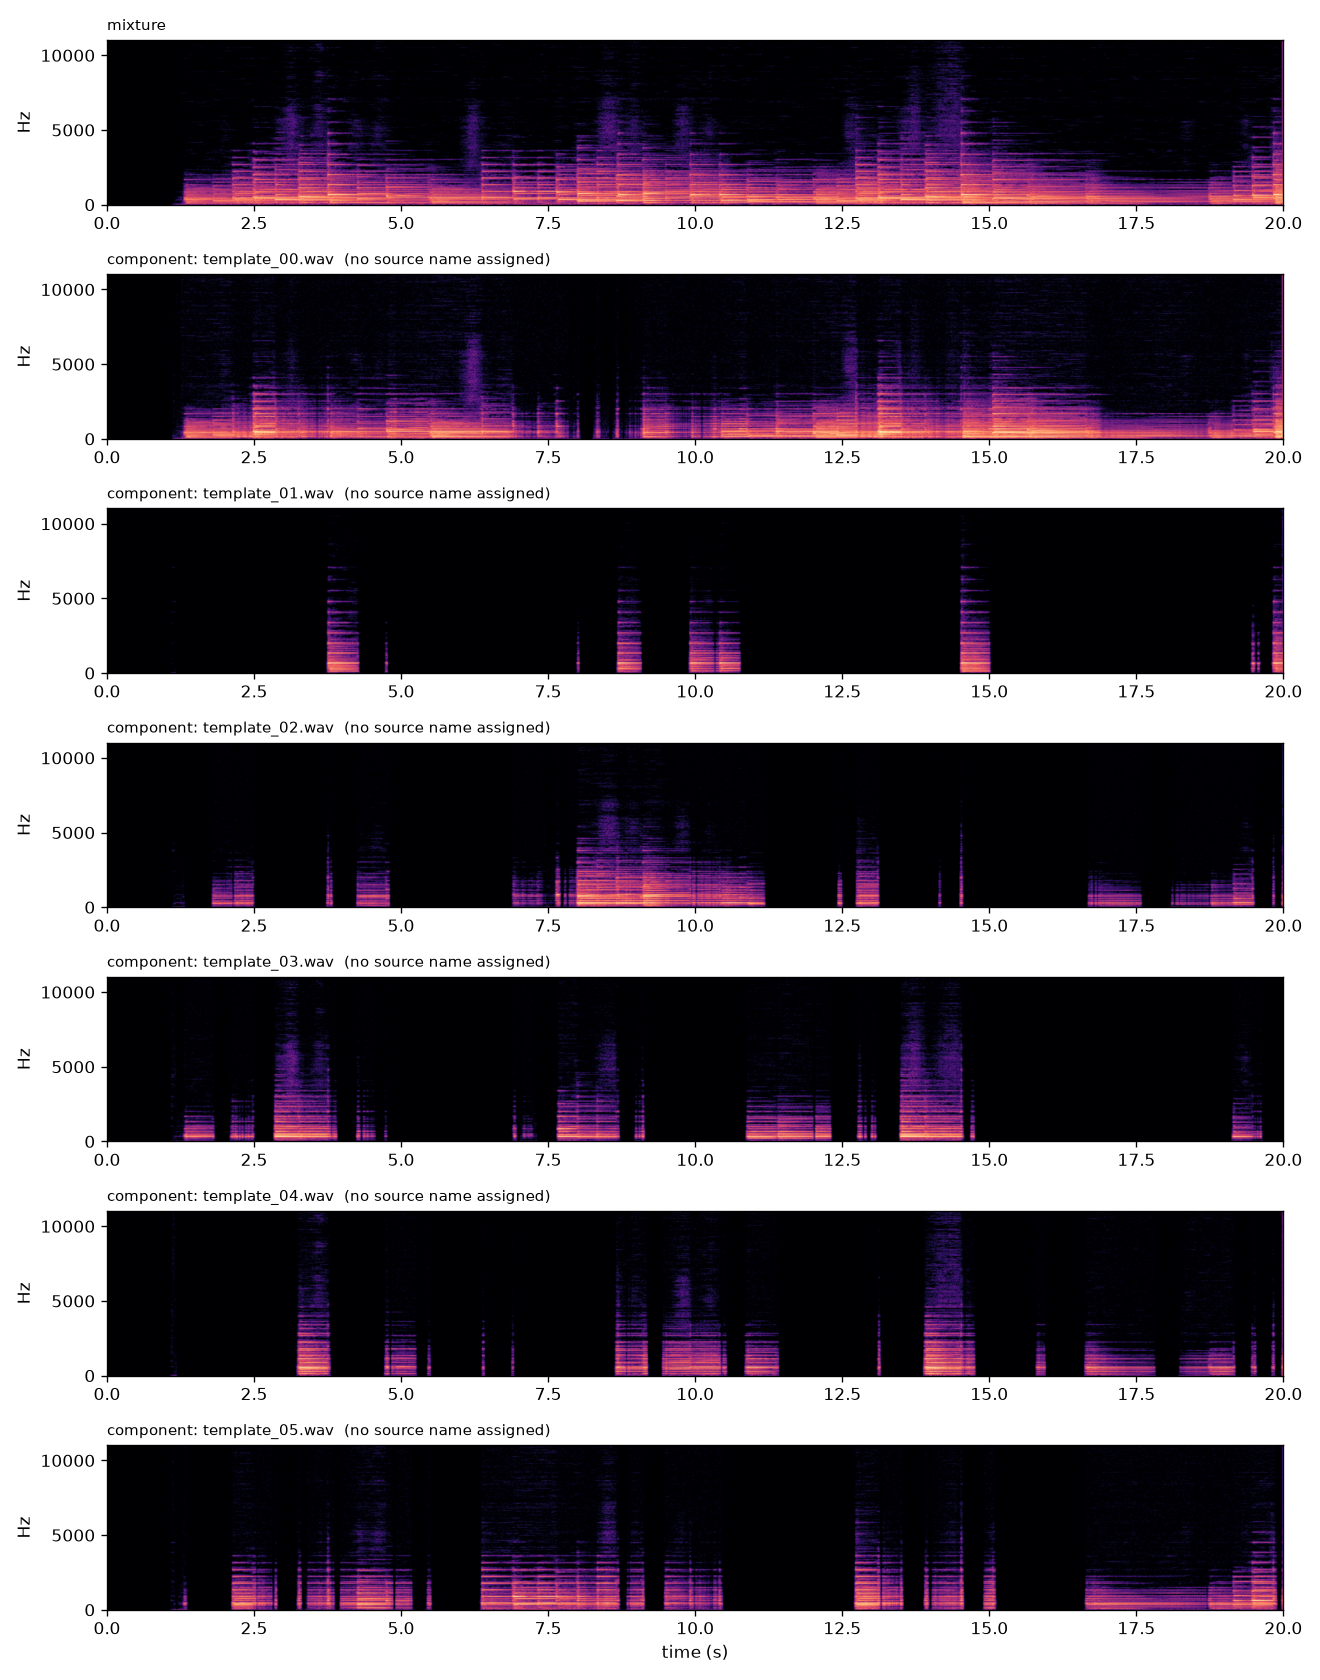 mixture
10000
5000
0
Hz
0.0 2.5 5.0 7.5 10.0 12.5 15.0 17.5 20.0
component: template_00.wav (no source name assigned)
10000
5000
0
Hz
0.0 2.5 5.0 7.5 10.0 12.5 15.0 17.5 20.0
component: template_01.wav (no source name assigned)
10000
5000
0
Hz
0.0 2.5 5.0 7.5 10.0 12.5 15.0 17.5 20.0
component: template_02.wav (no source name assigned)
10000
5000
0
Hz
0.0 2.5 5.0 7.5 10.0 12.5 15.0 17.5 20.0
component: template_03.wav (no source name assigned)
10000
5000
0
Hz
0.0 2.5 5.0 7.5 10.0 12.5 15.0 17.5 20.0
component: template_04.wav (no source name assigned)
10000
5000
0
Hz
0.0 2.5 5.0 7.5 10.0 12.5 15.0 17.5 20.0
component: template_05.wav (no source name assigned)
10000
5000
0
Hz
0.0 2.5 5.0 7.5 10.0 12.5 15.0 17.5 20.0
time (s)